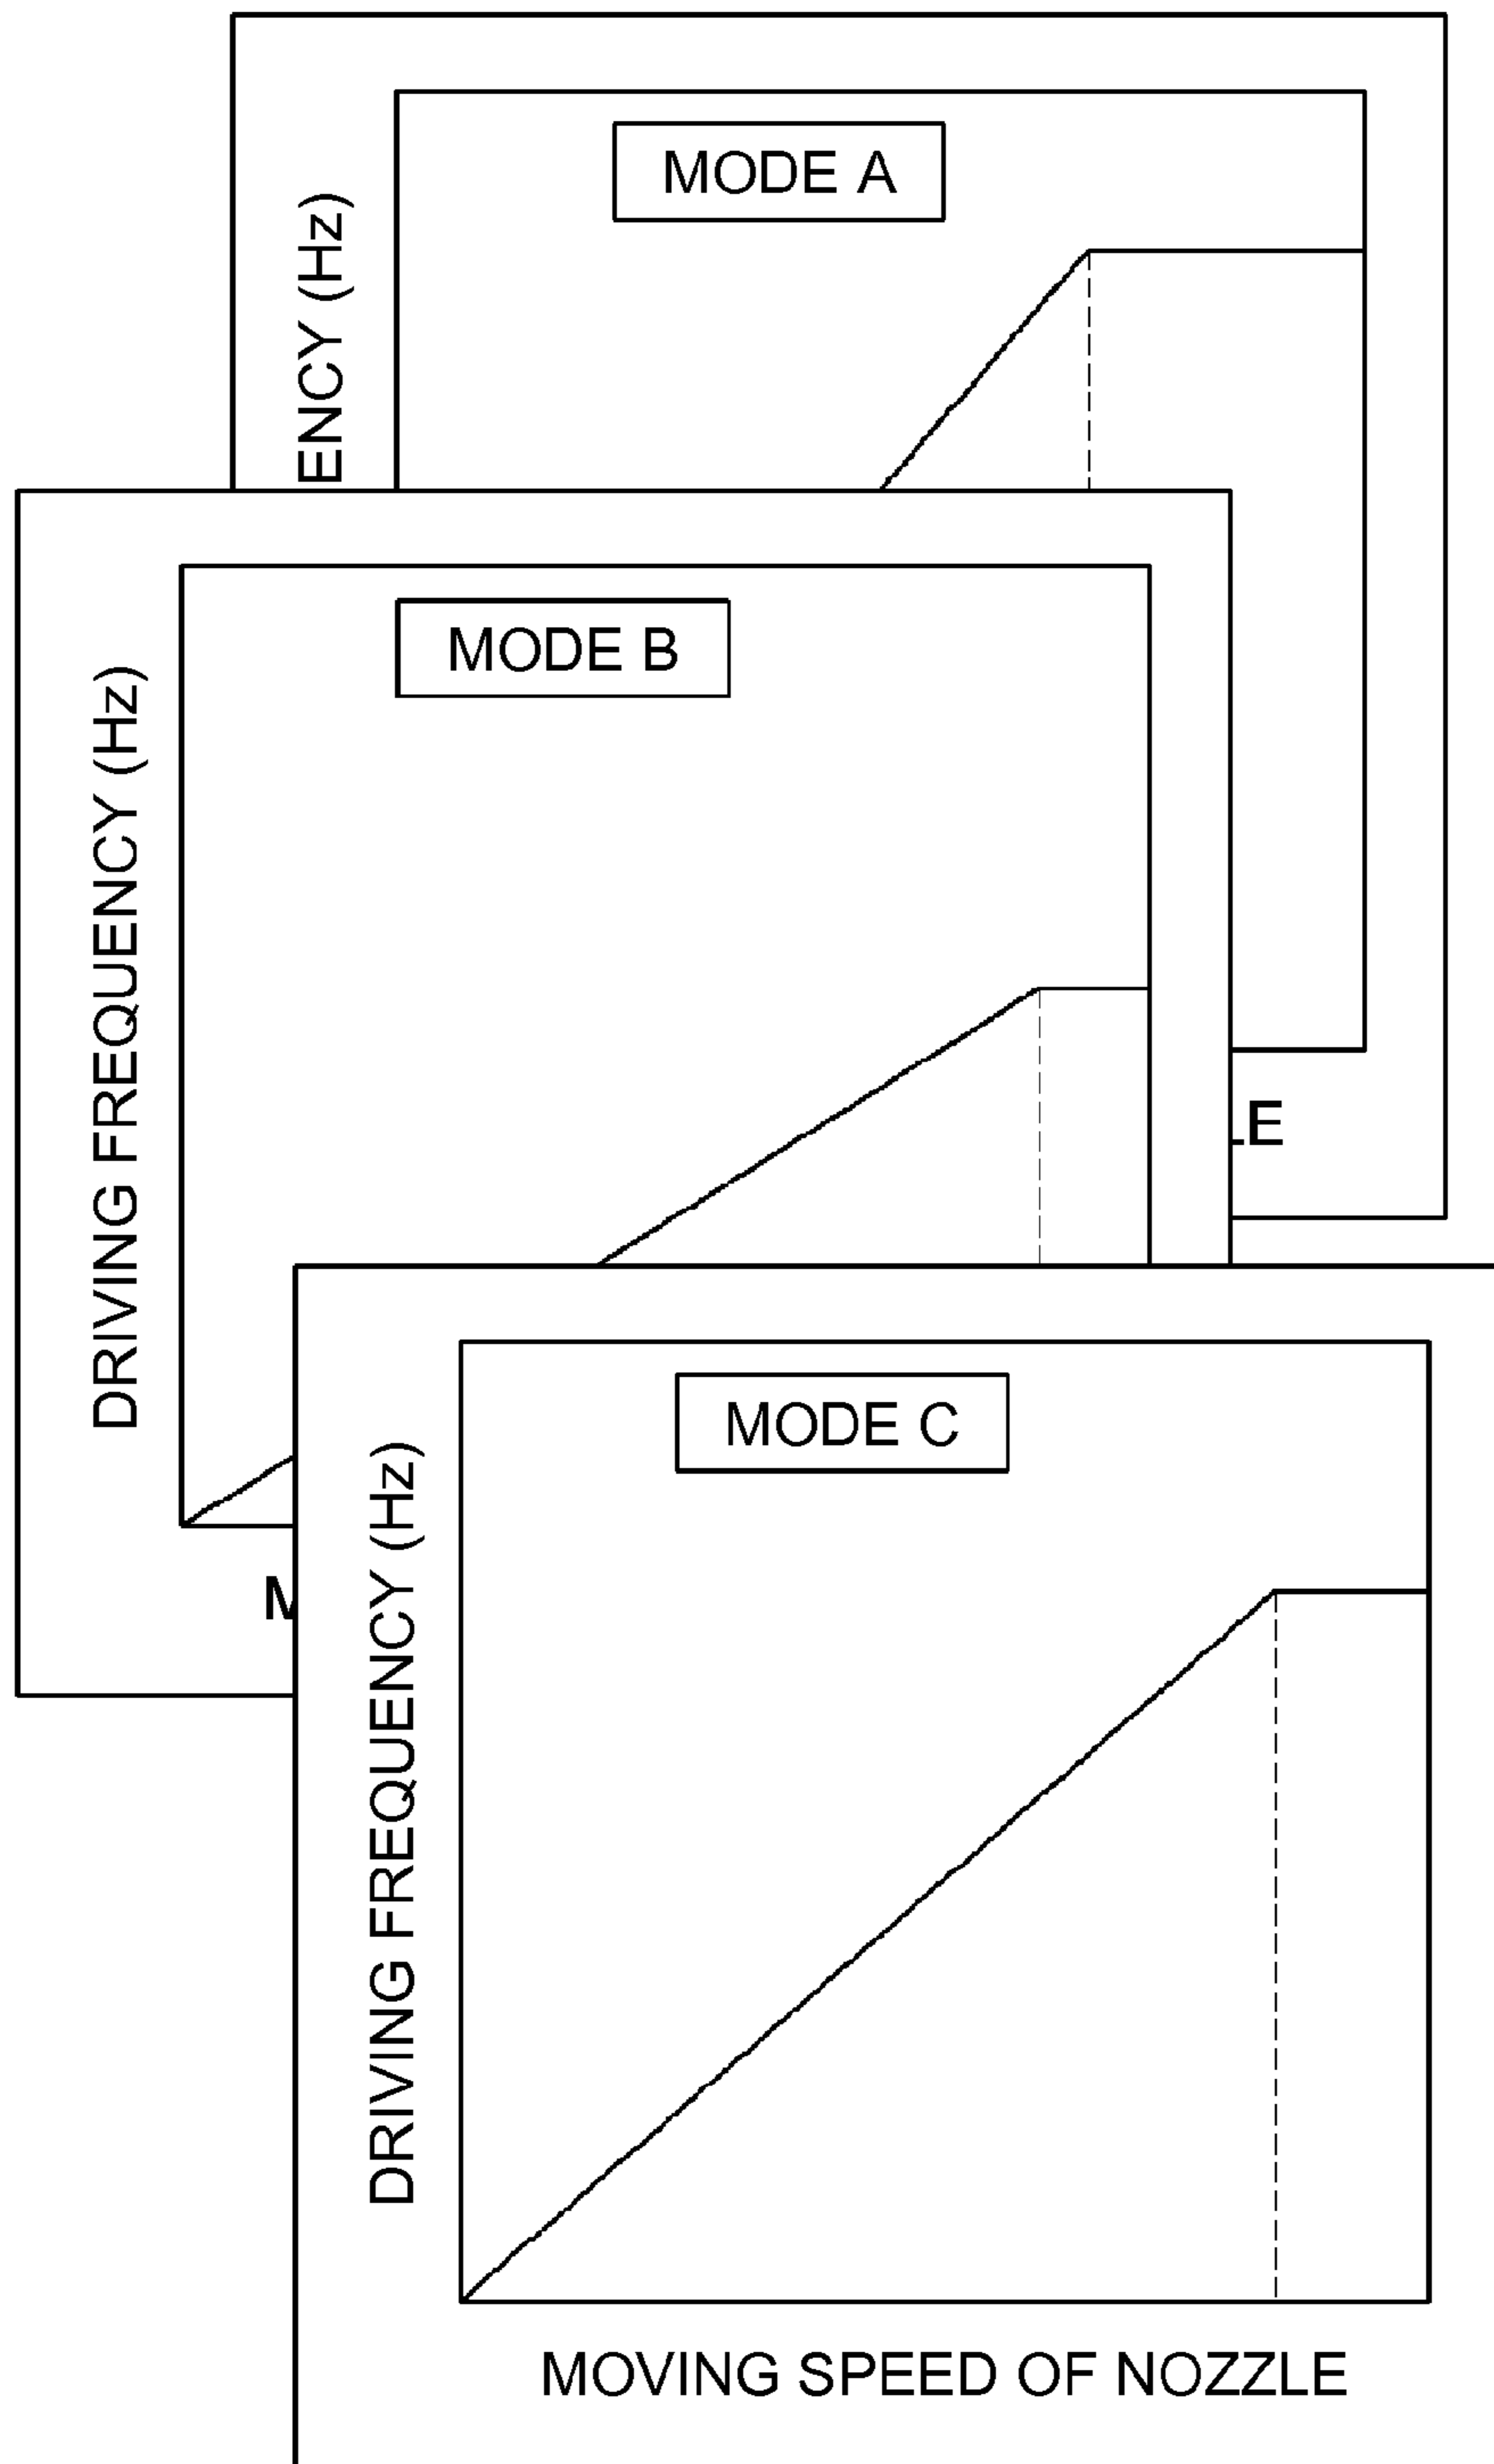 MODE A
ENCY (Hz)
LE
MODE B
DRIVING FREQUENCY (Hz)
M
MODE C
DRIVING FREQUENCY (Hz)
MOVING SPEED OF NOZZLE